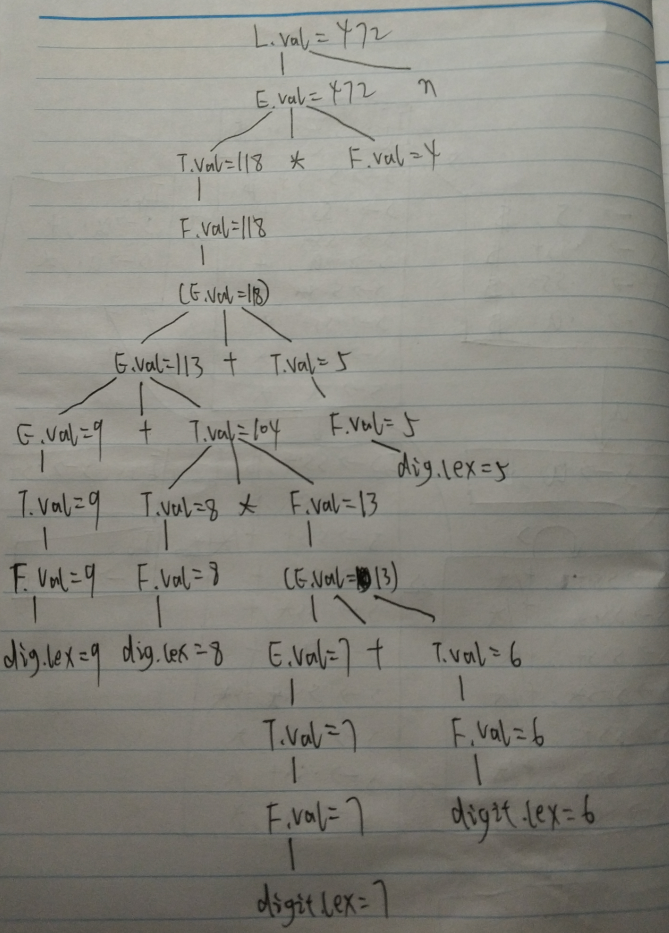 L.val=472
E.val=472 n
T.val=118 * F.val=4
F.val=118
(E.val=118)
E.val=113 + T.val=5
E.val=9 + T.val=104 F.val=5
dig.lex=5
T.val=9 T.val=8 * F.val=13
F.val=9 F.val=8 (E.val=13)
dig.lex=9 dig.lex=8 E.val=7 + T.val=6
T.val=7 F.val=6
F.val=7 digit.lex=6
digit.lex=7